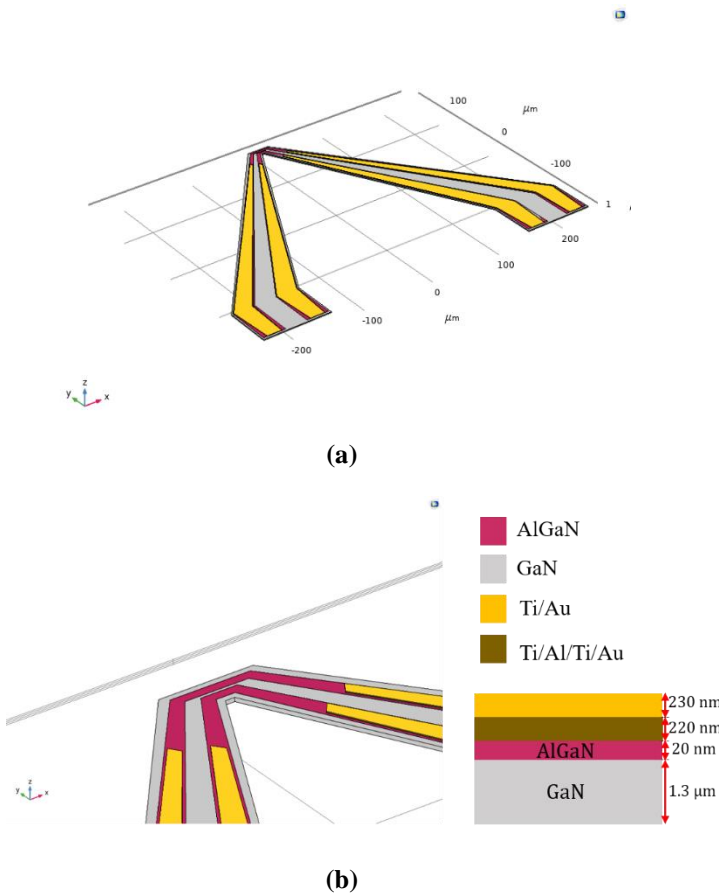 100
μm
0
-100
1
200
100
0
μm
-100
-200
z
y
x
(a)
AlGaN
GaN
Ti/Au
Ti/Al/Ti/Au
230 nm
220 nm
AlGaN
20 nm
GaN
1.3 μm
z
y
x
(b)